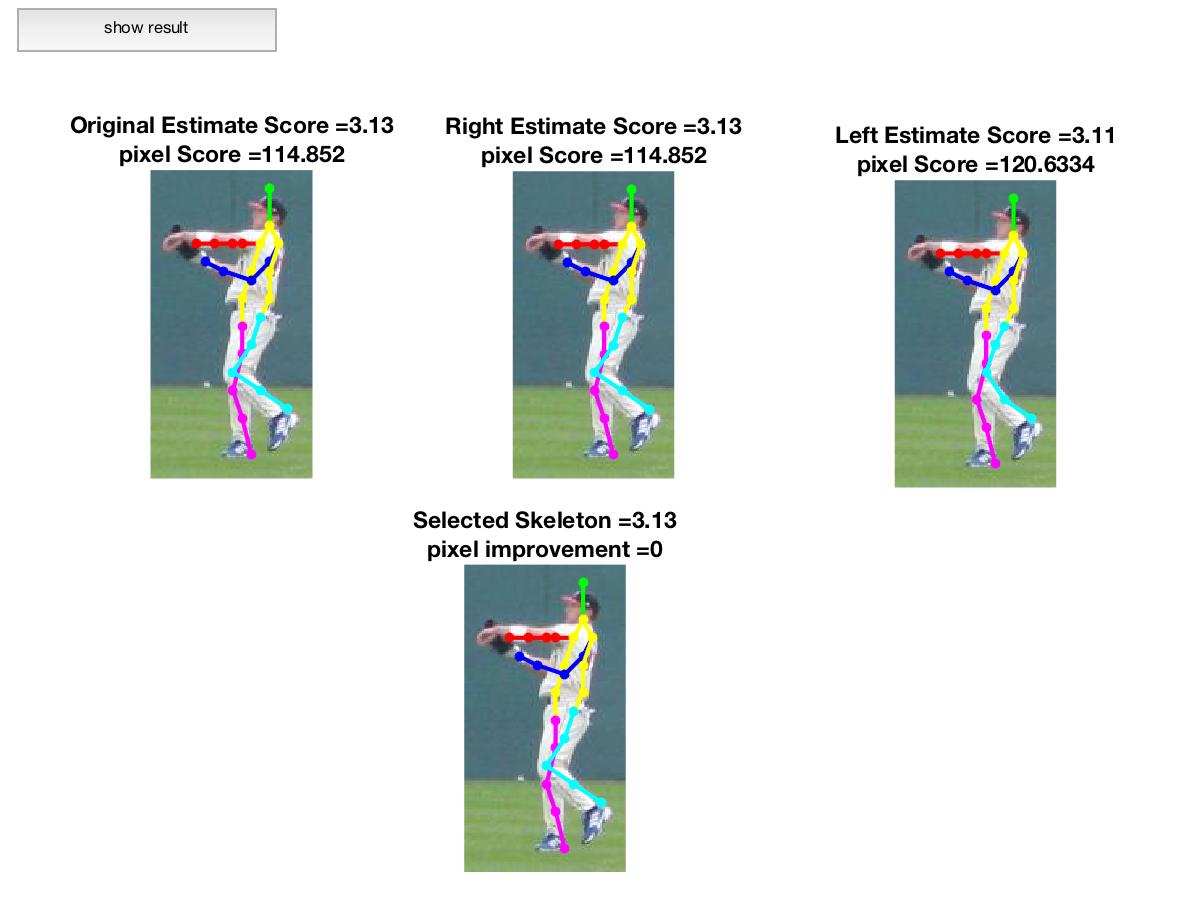 show result
Original Estimate Score =3.13
pixel Score =114.852
Right Estimate Score =3.13
pixel Score =114.852
Left Estimate Score =3.11
pixel Score =120.6334
Selected Skeleton =3.13
pixel improvement =0